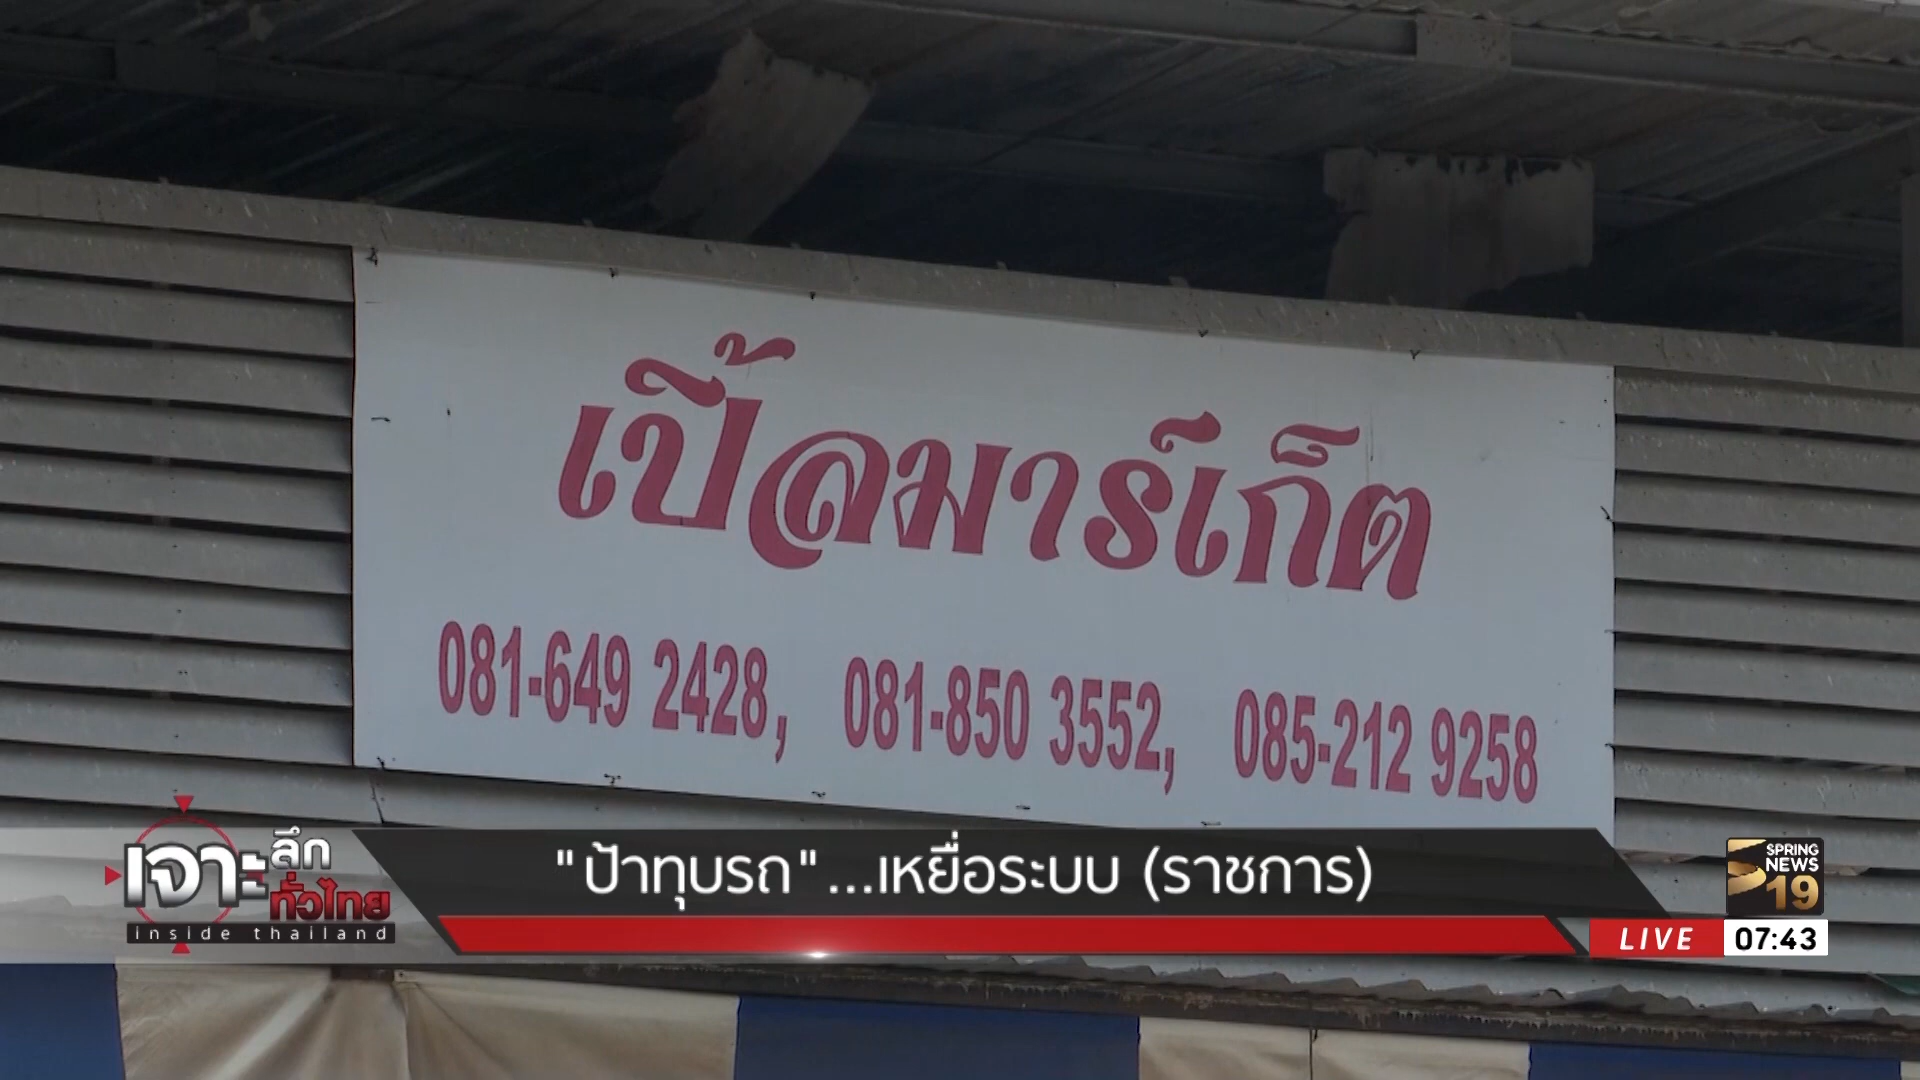 เปิ้ลมาร์เก็ต
081-649 2428, 081-850 3552, 085-212 9258
เจาะลึกทั่วไทย
inside thailand
"ป้าทุบรถ"...เหยื่อระบบ (ราชการ)
SPRING
NEWS
19
LIVE 07:43